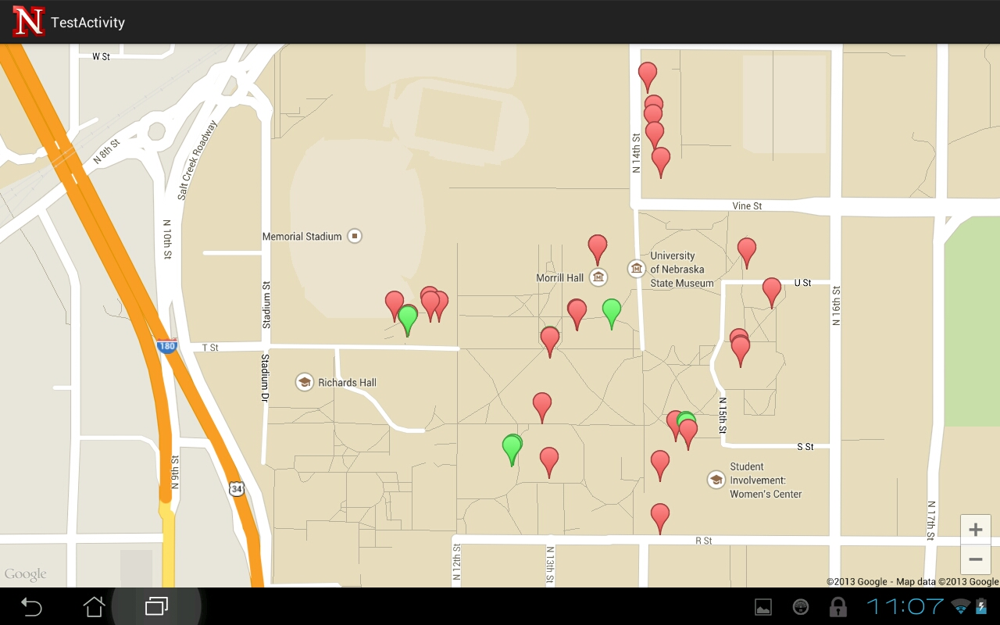 N TestActivity
W St
N 8th St
Salt Creek Roadway
N 14th St
Vine St
N 10th St
Memorial Stadium
University
of Nebraska
State Museum
Morrill Hall
U St
Stadium St
N 16th St
180
T St
Stadium Dr
Richards Hall
N 15th St
S St
N 9th St
34
Student
Involvement:
Women's Center
N 17th St
R St
N 12th St
N 13th St
+
−
Google
©2013 Google - Map data ©2013 Google
11:07